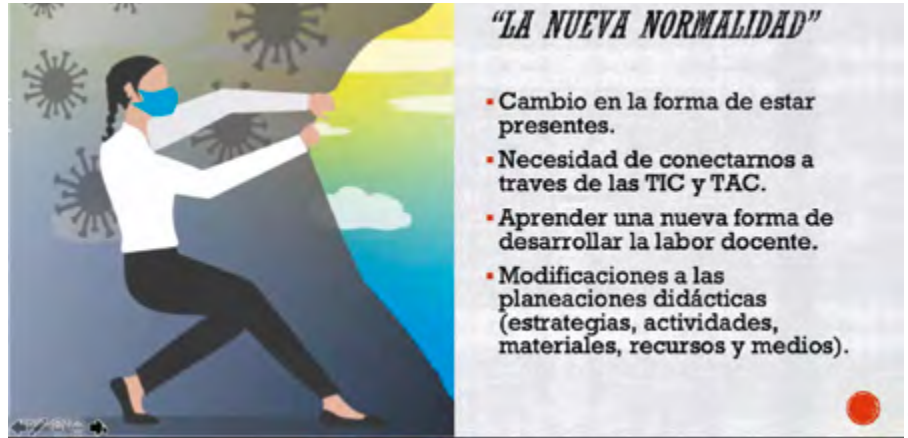 “LA NUEVA NORMALIDAD”
▪ Cambio en la forma de estar
presentes.
▪ Necesidad de conectarnos a
traves de las TIC y TAC.
▪ Aprender una nueva forma de
desarrollar la labor docente.
▪ Modificaciones a las
planeaciones didácticas
(estrategias, actividades,
materiales, recursos y medios).